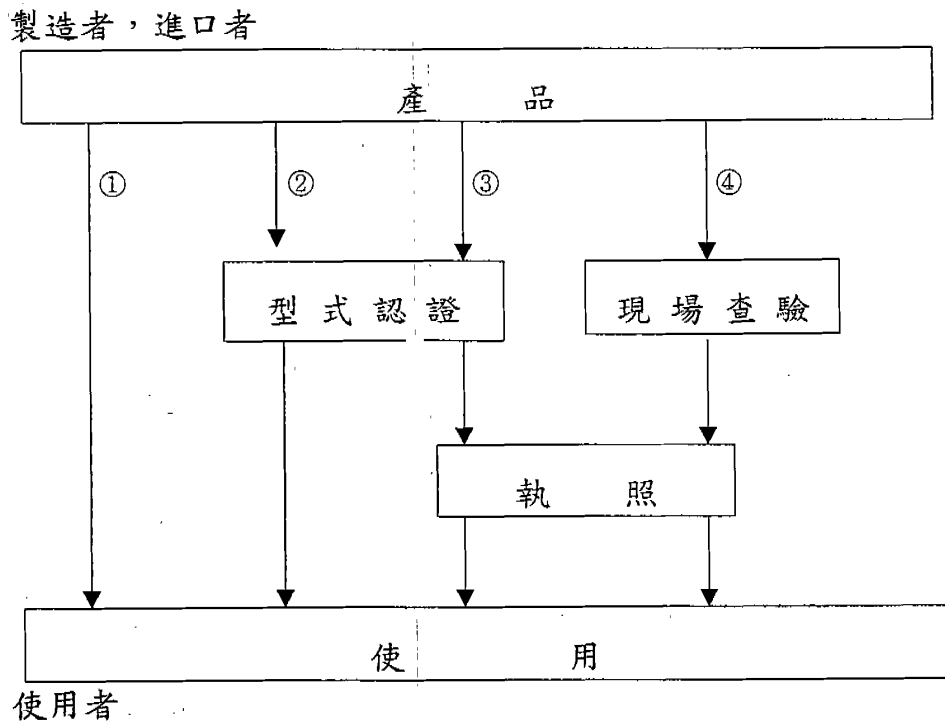 製造者，進口者
產 品
① ② ③ ④
型式認證 現場查驗
執 照
使 用
使用者